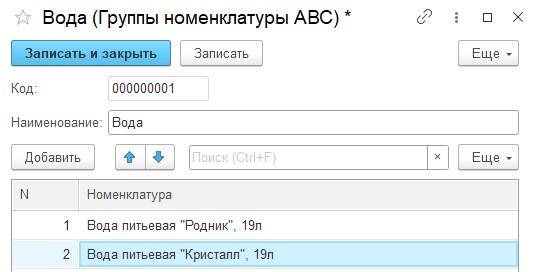 Вода (Группы номенклатуры ABC) *
Записать и закрыть Записать Еще
Код: 000000001
Наименование: Вода
Добавить Поиск (Ctrl+F) × Еще
N Номенклатура
1 Вода питьевая "Родник", 19л
2 Вода питьевая "Кристалл", 19л